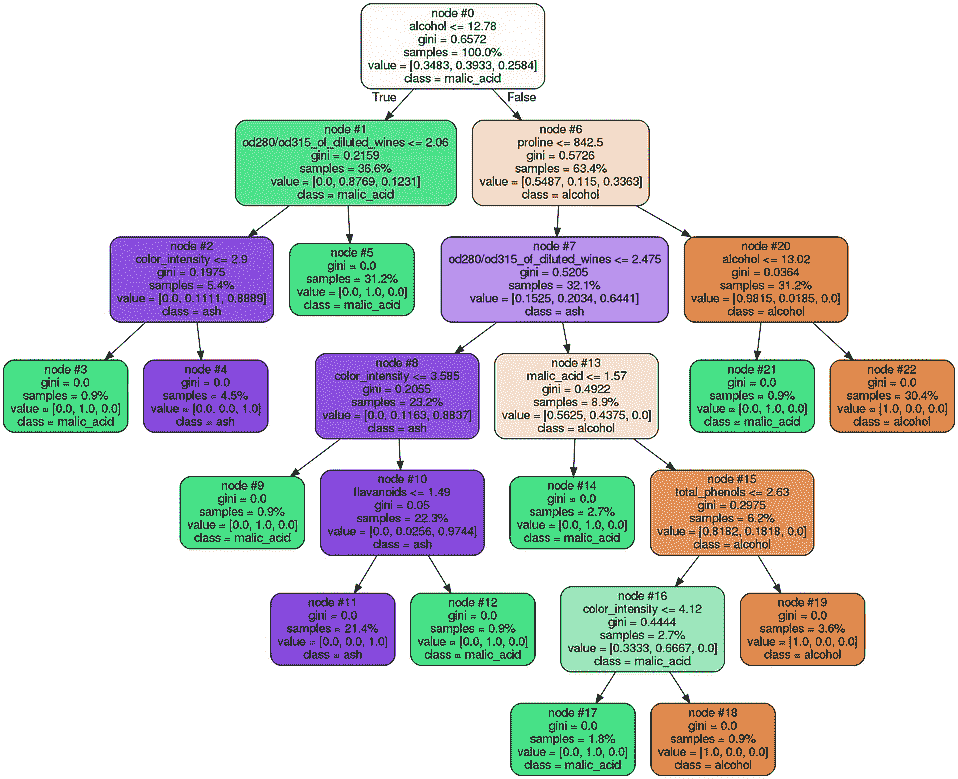 node #0
alcohol <= 12.78
gini = 0.6572
samples = 100.0%
value = [0.3483, 0.3933, 0.2584]
class = malic_acid
True
False
node #1
od280/od315_of_diluted_wines <= 2.06
gini = 0.2159
samples = 36.6%
value = [0.0, 0.8769, 0.1231]
class = malic_acid
node #6
proline <= 842.5
gini = 0.5726
samples = 63.4%
value = [0.5487, 0.115, 0.3363]
class = alcohol
node #2
color_intensity <= 2.9
gini = 0.1975
samples = 5.4%
value = [0.0, 0.1111, 0.8889]
class = ash
node #5
gini = 0.0
samples = 31.2%
value = [0.0, 1.0, 0.0]
class = malic_acid
node #7
od280/od315_of_diluted_wines <= 2.475
gini = 0.5205
samples = 32.1%
value = [0.1525, 0.2034, 0.6441]
class = ash
node #20
alcohol <= 13.02
gini = 0.0364
samples = 31.2%
value = [0.9815, 0.0185, 0.0]
class = alcohol
node #3
gini = 0.0
samples = 0.9%
value = [0.0, 1.0, 0.0]
class = malic_acid
node #4
gini = 0.0
samples = 4.5%
value = [0.0, 0.0, 1.0]
class = ash
node #8
color_intensity <= 3.585
gini = 0.2055
samples = 23.2%
value = [0.0, 0.1163, 0.8837]
class = ash
node #13
malic_acid <= 1.57
gini = 0.4922
samples = 8.9%
value = [0.5625, 0.4375, 0.0]
class = alcohol
node #21
gini = 0.0
samples = 0.9%
value = [0.0, 1.0, 0.0]
class = malic_acid
node #22
gini = 0.0
samples = 30.4%
value = [1.0, 0.0, 0.0]
class = alcohol
node #9
gini = 0.0
samples = 0.9%
value = [0.0, 1.0, 0.0]
class = malic_acid
node #10
flavanoids <= 1.49
gini = 0.05
samples = 22.3%
value = [0.0, 0.0256, 0.9744]
class = ash
node #14
gini = 0.0
samples = 2.7%
value = [0.0, 1.0, 0.0]
class = malic_acid
node #15
total_phenols <= 2.63
gini = 0.2975
samples = 6.2%
value = [0.8182, 0.1818, 0.0]
class = alcohol
node #11
gini = 0.0
samples = 21.4%
value = [0.0, 0.0, 1.0]
class = ash
node #12
gini = 0.0
samples = 0.9%
value = [0.0, 1.0, 0.0]
class = malic_acid
node #16
color_intensity <= 4.12
gini = 0.4444
samples = 2.7%
value = [0.3333, 0.6667, 0.0]
class = malic_acid
node #19
gini = 0.0
samples = 3.6%
value = [1.0, 0.0, 0.0]
class = alcohol
node #17
gini = 0.0
samples = 1.8%
value = [0.0, 1.0, 0.0]
class = malic_acid
node #18
gini = 0.0
samples = 0.9%
value = [1.0, 0.0, 0.0]
class = alcohol